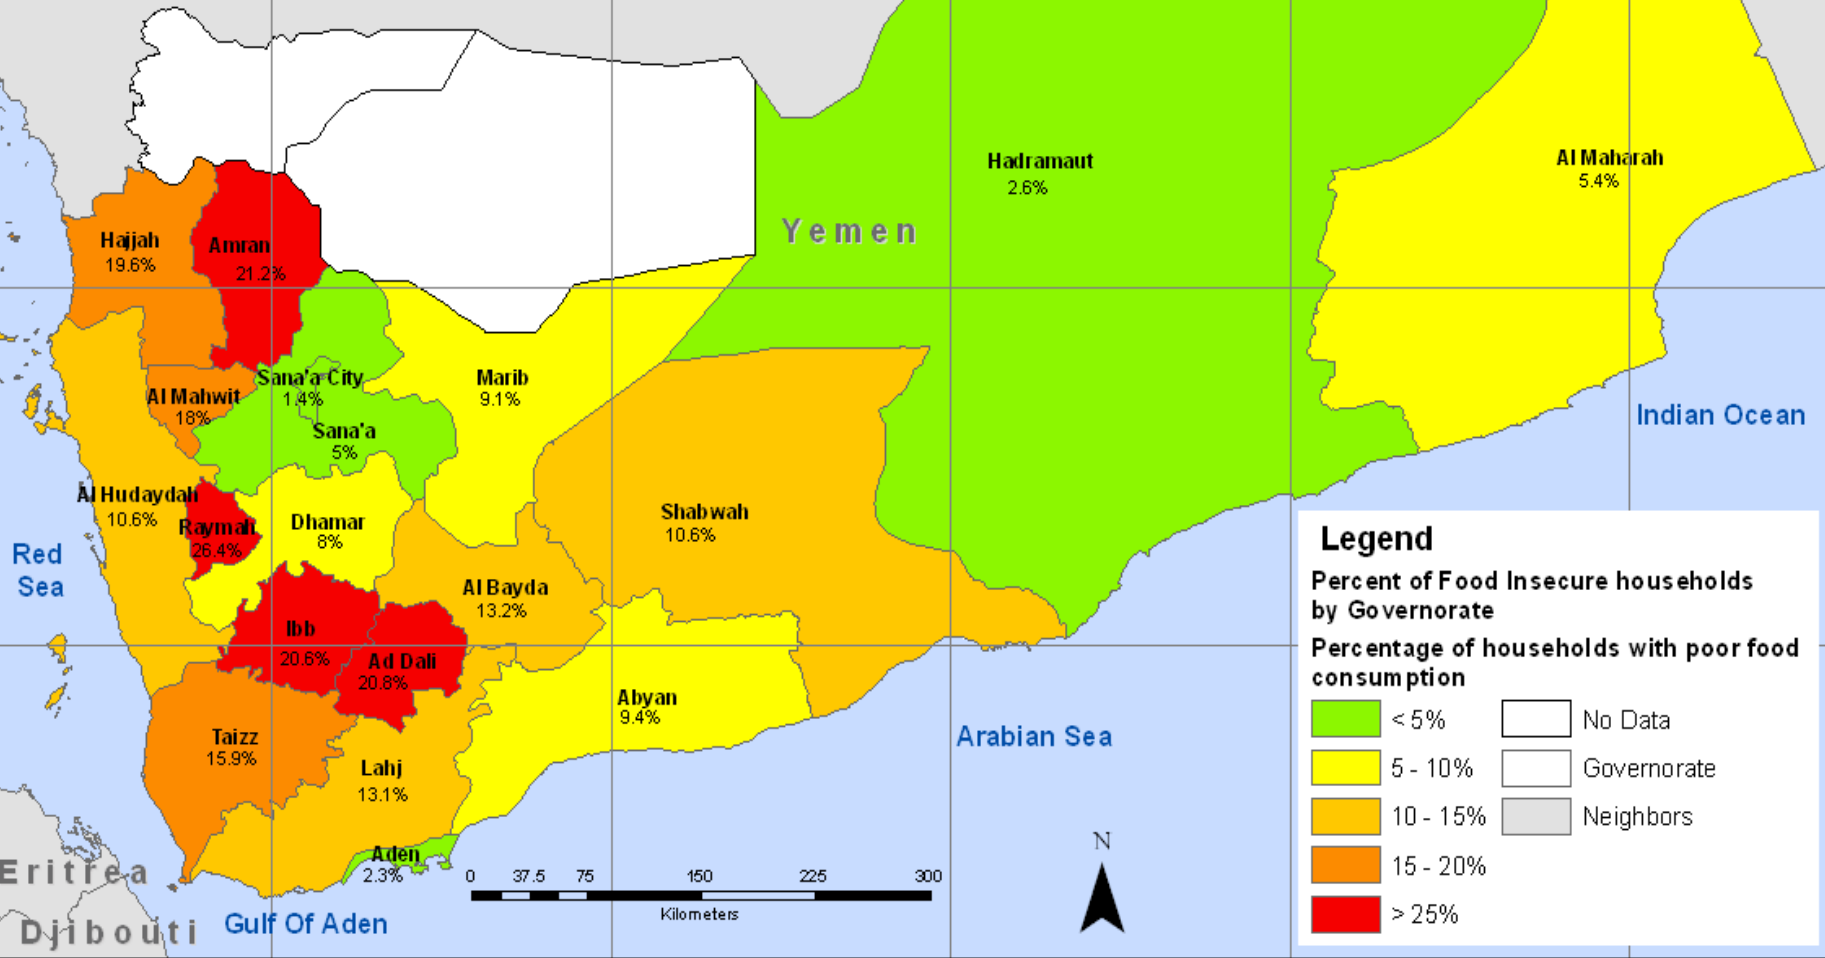 Hadramaut
2.6%
Al Maharah
5.4%
Yemen
Hajjah
19.6%
Amran
21.2%
Sana'a City
1.4%
Marib
9.1%
Al Mahwit
18%
Sana'a
5%
Indian Ocean
Al Hudaydah
10.6%
Raymah
26.4%
Dhamar
8%
Shabwah
10.6%
Red
Sea
Al Bayda
13.2%
Ibb
20.6%
Ad Dali
20.8%
Abyan
9.4%
Taizz
15.9%
Lahj
13.1%
Arabian Sea
Aden
2.3%
Eritrea
Djibouti
Gulf Of Aden
0 37.5 75 150 225 300
Kilometers
N
Legend
Percent of Food Insecure households
by Governorate
Percentage of households with poor food
consumption
< 5% No Data
5 - 10% Governorate
10 - 15% Neighbors
15 - 20%
> 25%